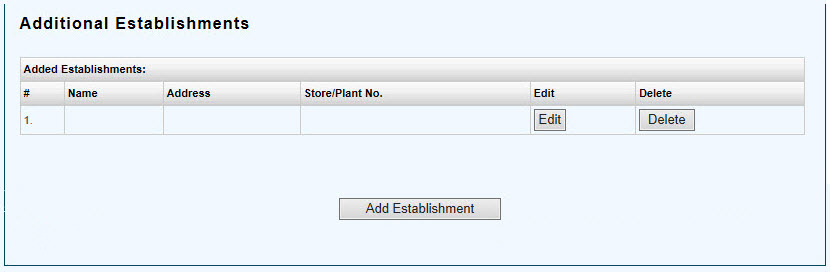 Additional Establishments
Added Establishments:
# Name Address Store/Plant No. Edit Delete
1. Edit Delete
Add Establishment